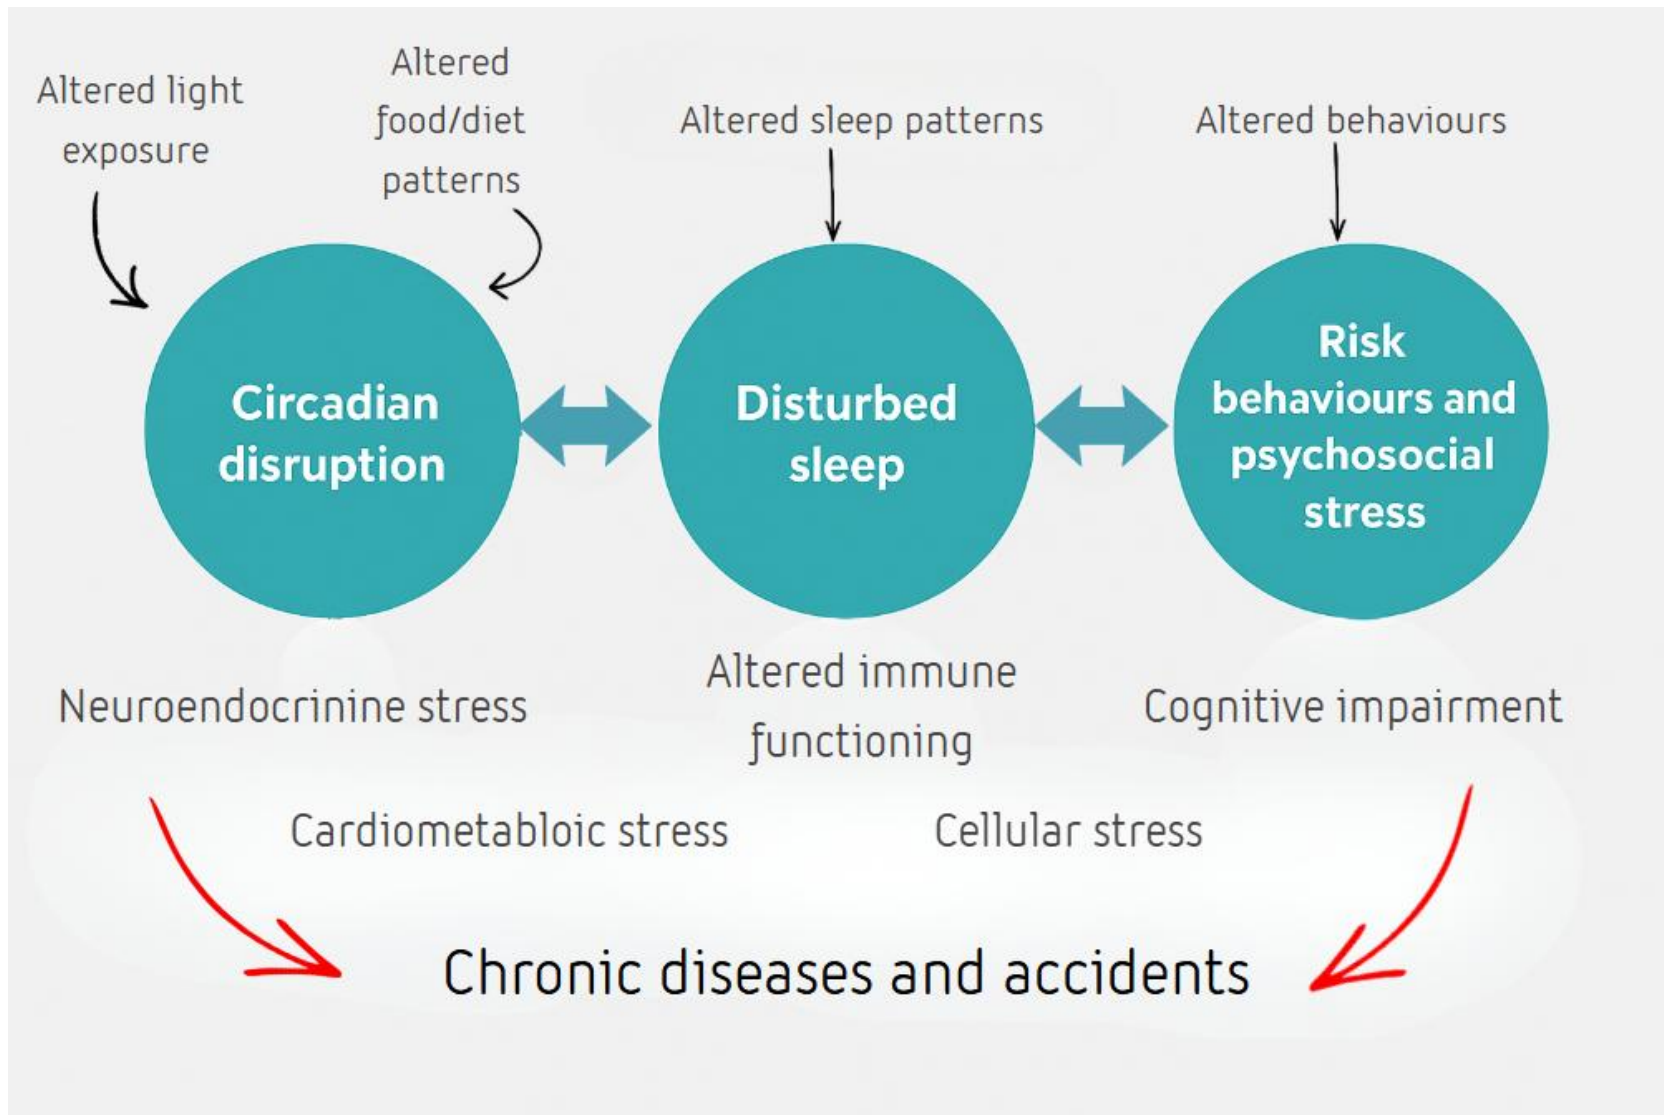 Altered light
exposure
Altered
food/diet
patterns
Altered sleep patterns
Altered behaviours
Circadian
disruption
Disturbed
sleep
Risk
behaviours and
psychosocial
stress
Neuroendocrinine stress
Altered immune
functioning
Cognitive impairment
Cardiometabloic stress
Cellular stress
Chronic diseases and accidents